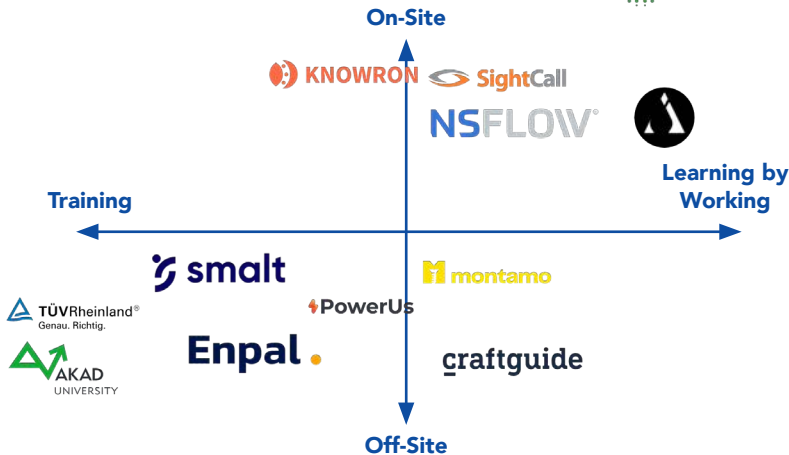 On-Site
KNOWRON
SightCall
NSFLOW®
Learning by
Working
Training
smalt
montamo
TÜVRheinland®
Genau. Richtig.
PowerUs
Enpal.
craftguide
AKAD
UNIVERSITY
Off-Site